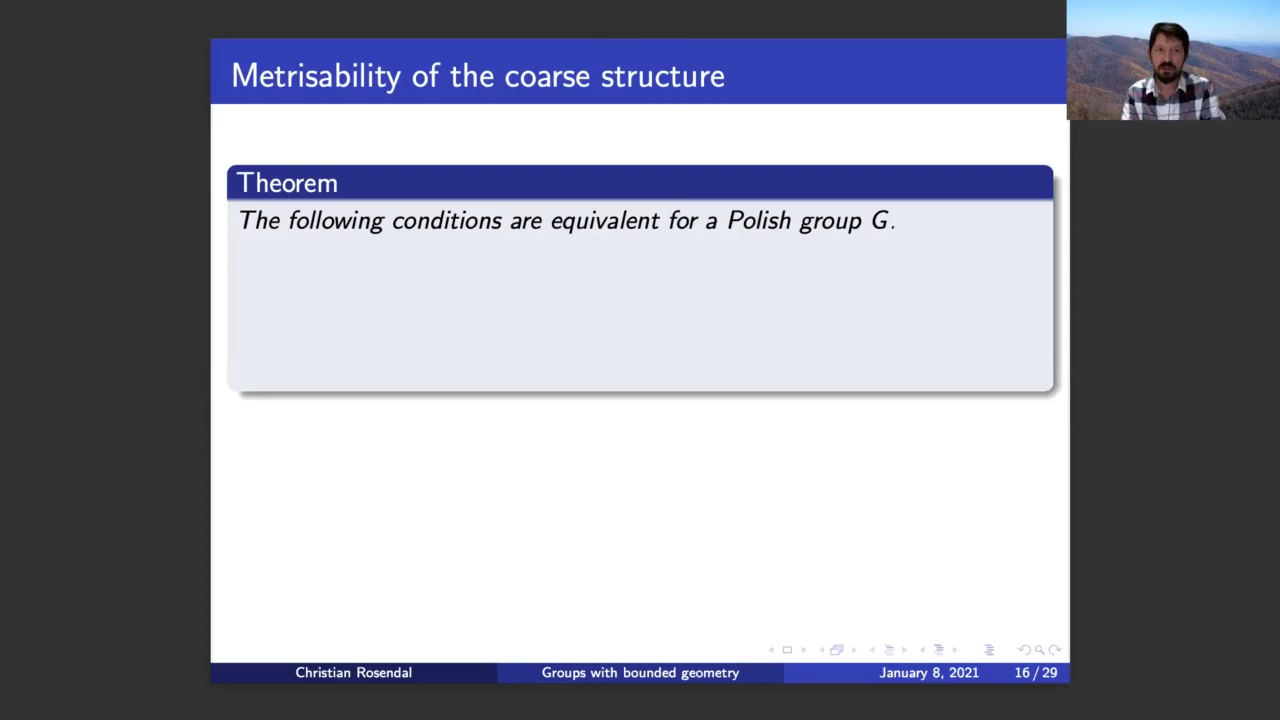 Metrisability of the coarse structure
Theorem
The following conditions are equivalent for a Polish group G.
Christian Rosendal
Groups with bounded geometry
January 8, 2021
16 / 29